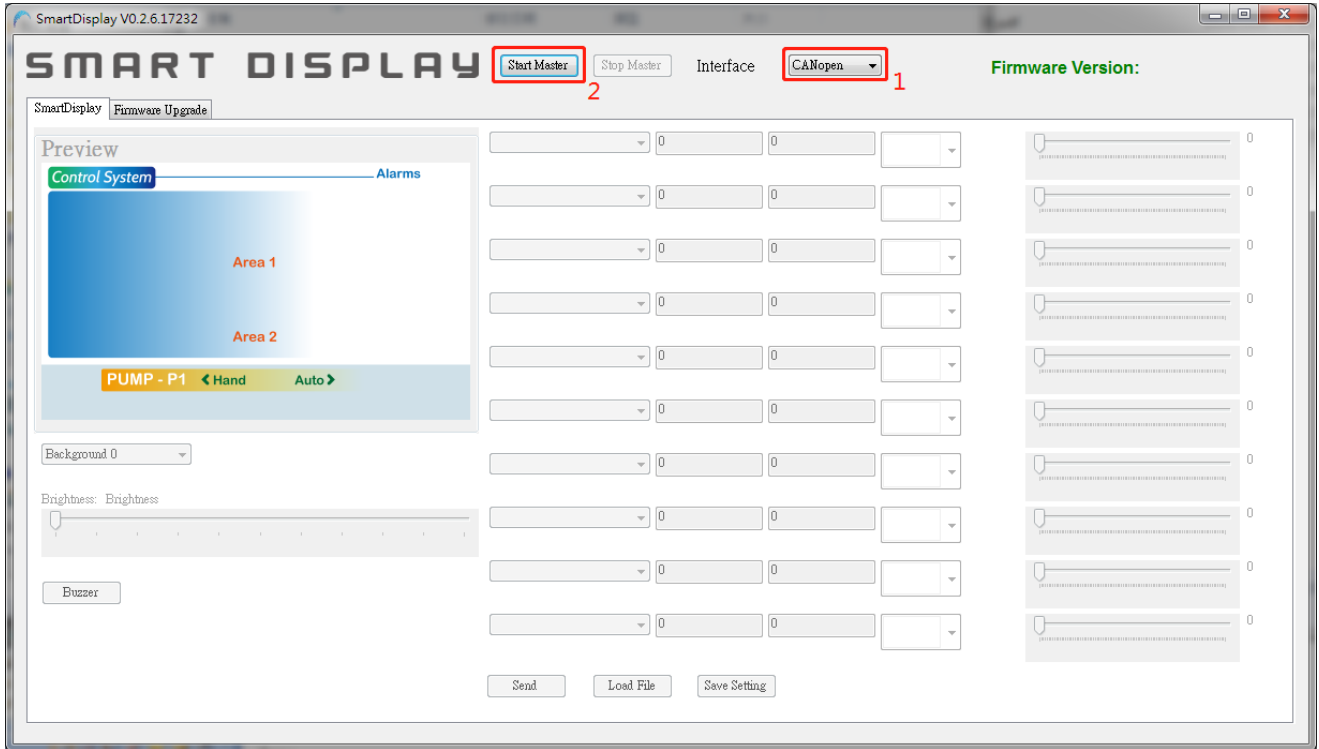 SmartDisplay V0.2.6.17232
SMART DISPLAY
Start Master
Stop Master
Interface
CANopen
Firmware Version:
2
1
SmartDisplay
Firmware Upgrade
Preview
Control System
Alarms
Area 1
Area 2
PUMP - P1
Hand
Auto
Background 0
Brightness: Brightness
Buzzer
0 0 0
0 0 0
0 0 0
0 0 0
0 0 0
0 0 0
0 0 0
0 0 0
0 0 0
0 0 0
Send
Load File
Save Setting